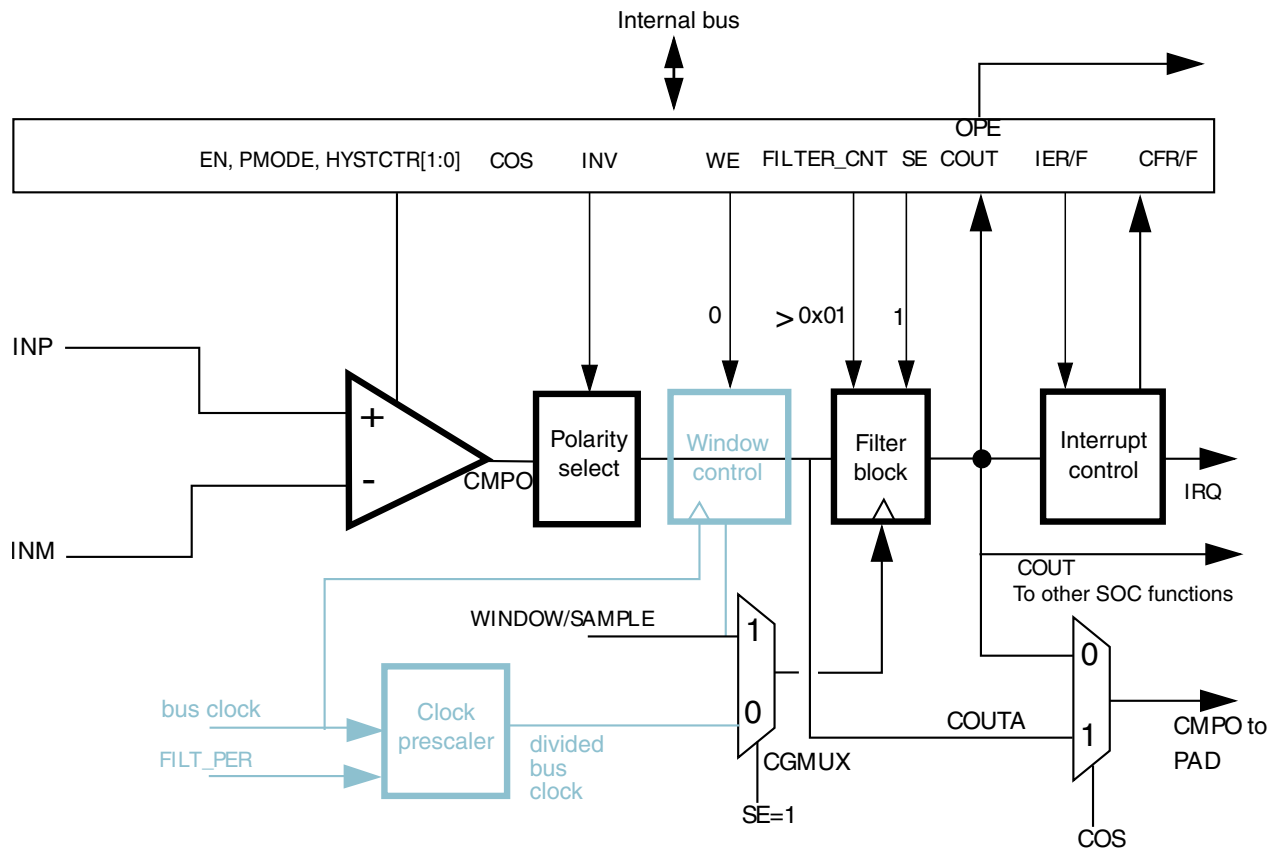 Internal bus
OPE
EN, PMODE, HYSTCTR[1:0] COS INV WE FILTER_CNT SE COUT IER/F CFR/F
0 > 0x01 1
INP
+
-
INM
CMPO
Polarity
select
Window
control
Filter
block
Interrupt
control
IRQ
COUT
To other SOC functions
WINDOW/SAMPLE
1
0
CGMUX
SE=1
bus clock
FILT_PER
Clock
prescaler
divided
bus
clock
COUTA
0
1
COS
CMPO to
PAD